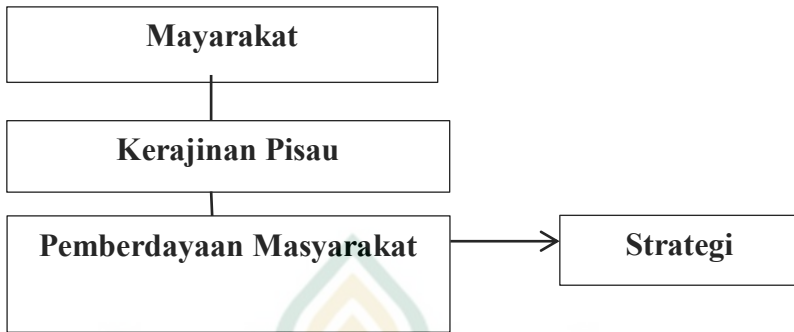 Mayarakat
Kerajinan Pisau
Pemberdayaan Masyarakat
Strategi